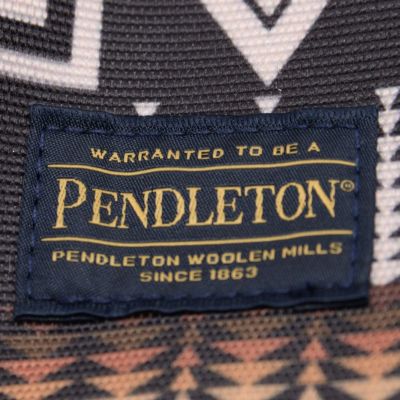 WARRANTED TO BE A
PENDLETON®
PENDLETON WOOLEN MILLS
SINCE 1863